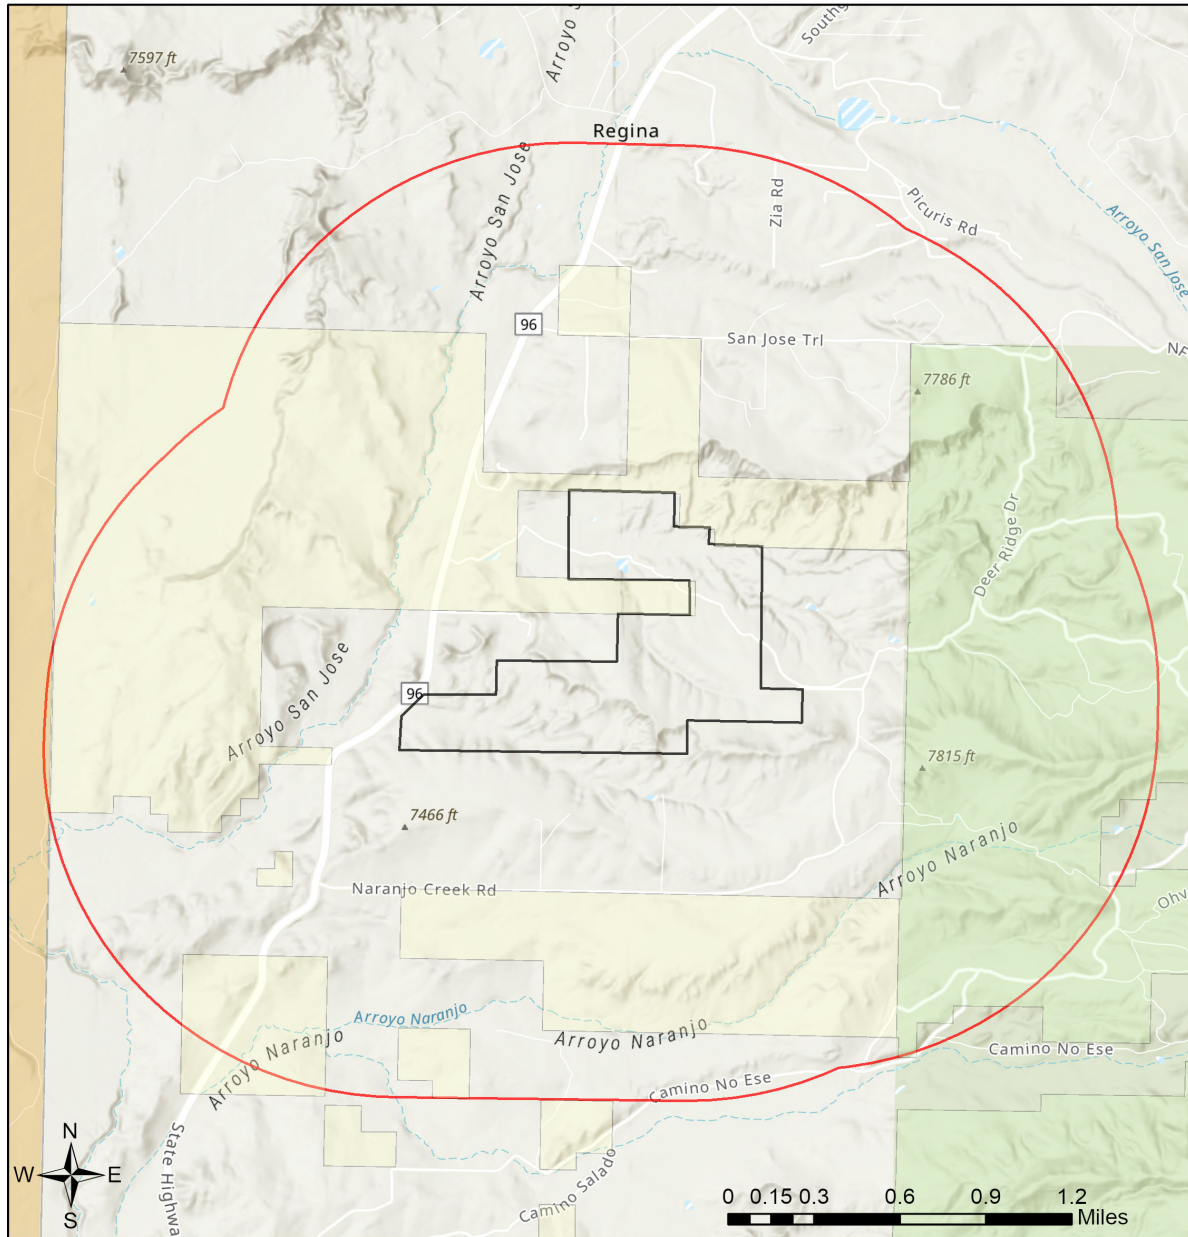 7597 ft
Arroyo S
Southg
Regina
Arroyo San Jose
Zia Rd
Picuris Rd
Arroyo San Jose
96
San Jose Trl
NF
7786 ft
Deer Ridge Dr
Arroyo San Jose
96
7815 ft
7466 ft
Arroyo Naranjo
Naranjo Creek Rd
Ohv
Arroyo Naranjo
Arroyo Naranjo
Arroyo Naranjo
Camino No Ese
Camino No Ese
State Highwa
Camino Salado
N
W
E
S
0 0.15 0.3 0.6 0.9 1.2
Miles